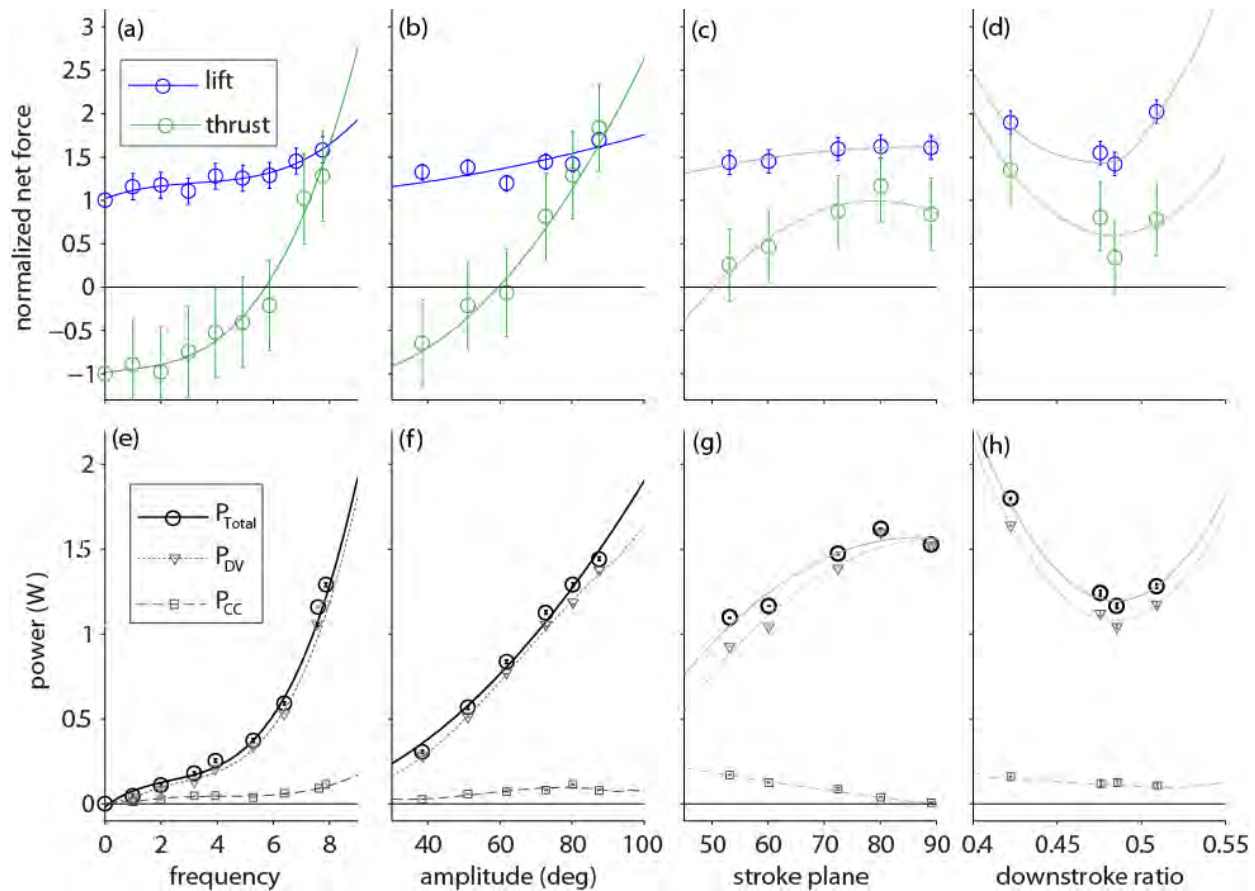 (a) (b) (c) (d)
normalized net force
3
2
2.5
1.5
1
0.5
0
−0.5
−1
lift
thrust
(e) (f) (g) (h)
power (W)
2
1.5
1
0.5
0
P_Total
P_DV
P_CC
0 2 4 6 8 40 60 80 100 50 60 70 80 90 0.4 0.45 0.5 0.55
frequency amplitude (deg) stroke plane downstroke ratio